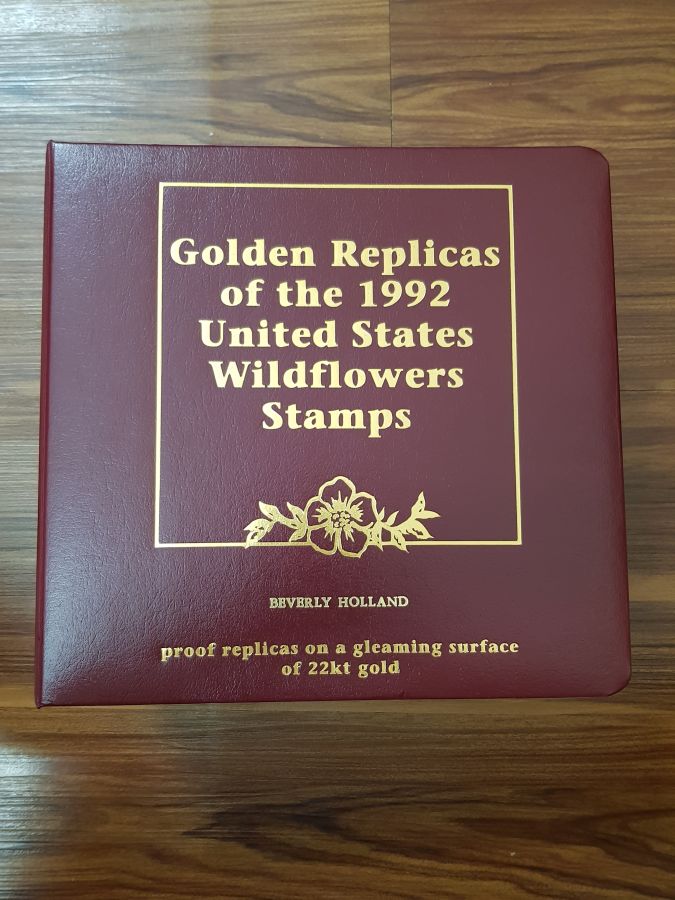 Golden Replicas
of the 1992
United States
Wildflowers
Stamps
BEVERLY HOLLAND
proof replicas on a gleaming surface
of 22kt gold